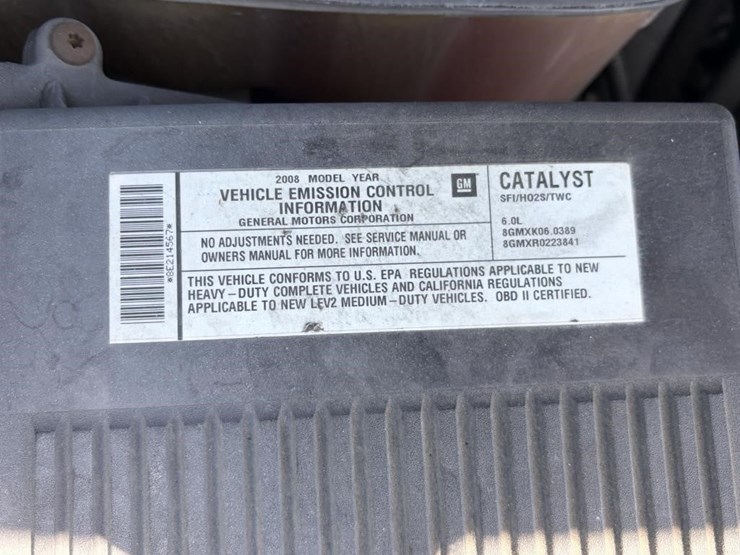 *8E214567*
2008 MODEL YEAR
VEHICLE EMISSION CONTROL
INFORMATION
GENERAL MOTORS CORPORATION
GM
CATALYST
SFI/HO2S/TWC
6.0L
8GMXK06.0389
8GMXR0223841
NO ADJUSTMENTS NEEDED. SEE SERVICE MANUAL OR
OWNERS MANUAL FOR MORE INFORMATION.
THIS VEHICLE CONFORMS TO U.S. EPA REGULATIONS APPLICABLE TO NEW
HEAVY-DUTY COMPLETE VEHICLES AND CALIFORNIA REGULATIONS
APPLICABLE TO NEW LEV2 MEDIUM-DUTY VEHICLES. OBD II CERTIFIED.